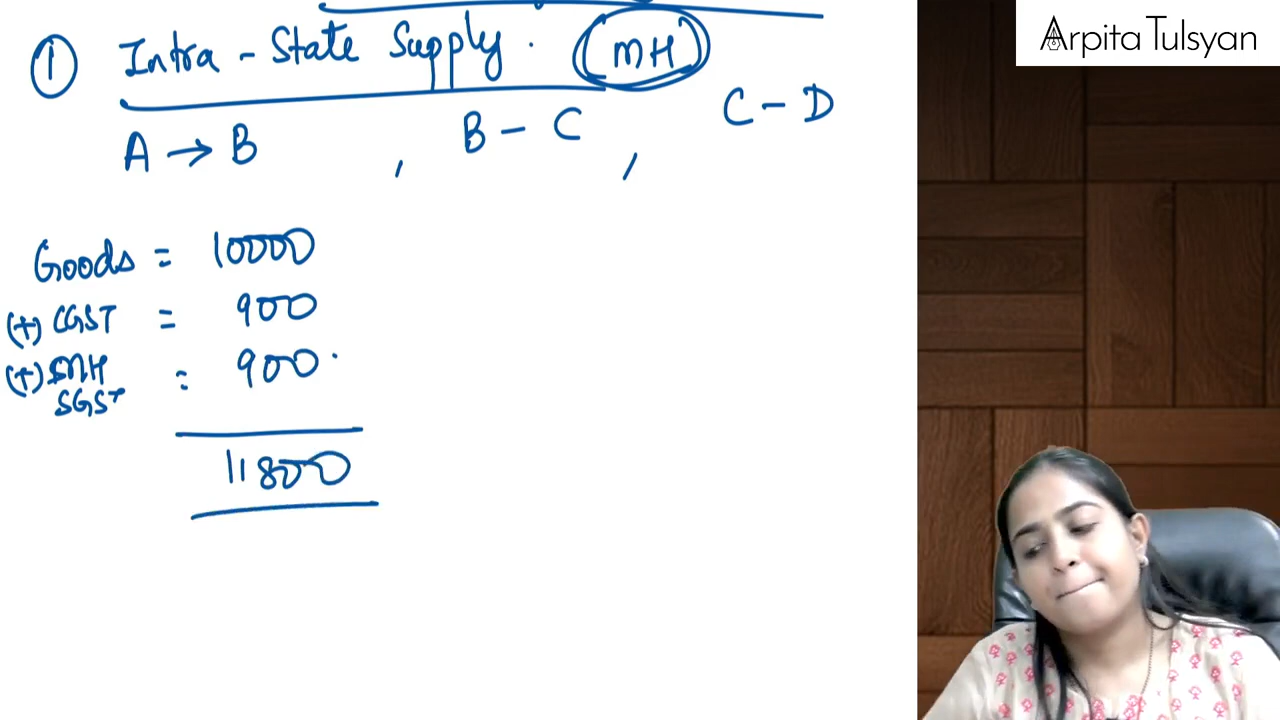 Arpita Tulsyan
① Intra - State Supply. (MH)
A → B , B - C , C - D
Goods = 10000
(+) CGST = 900
(+) MH SGST = 900.
11800